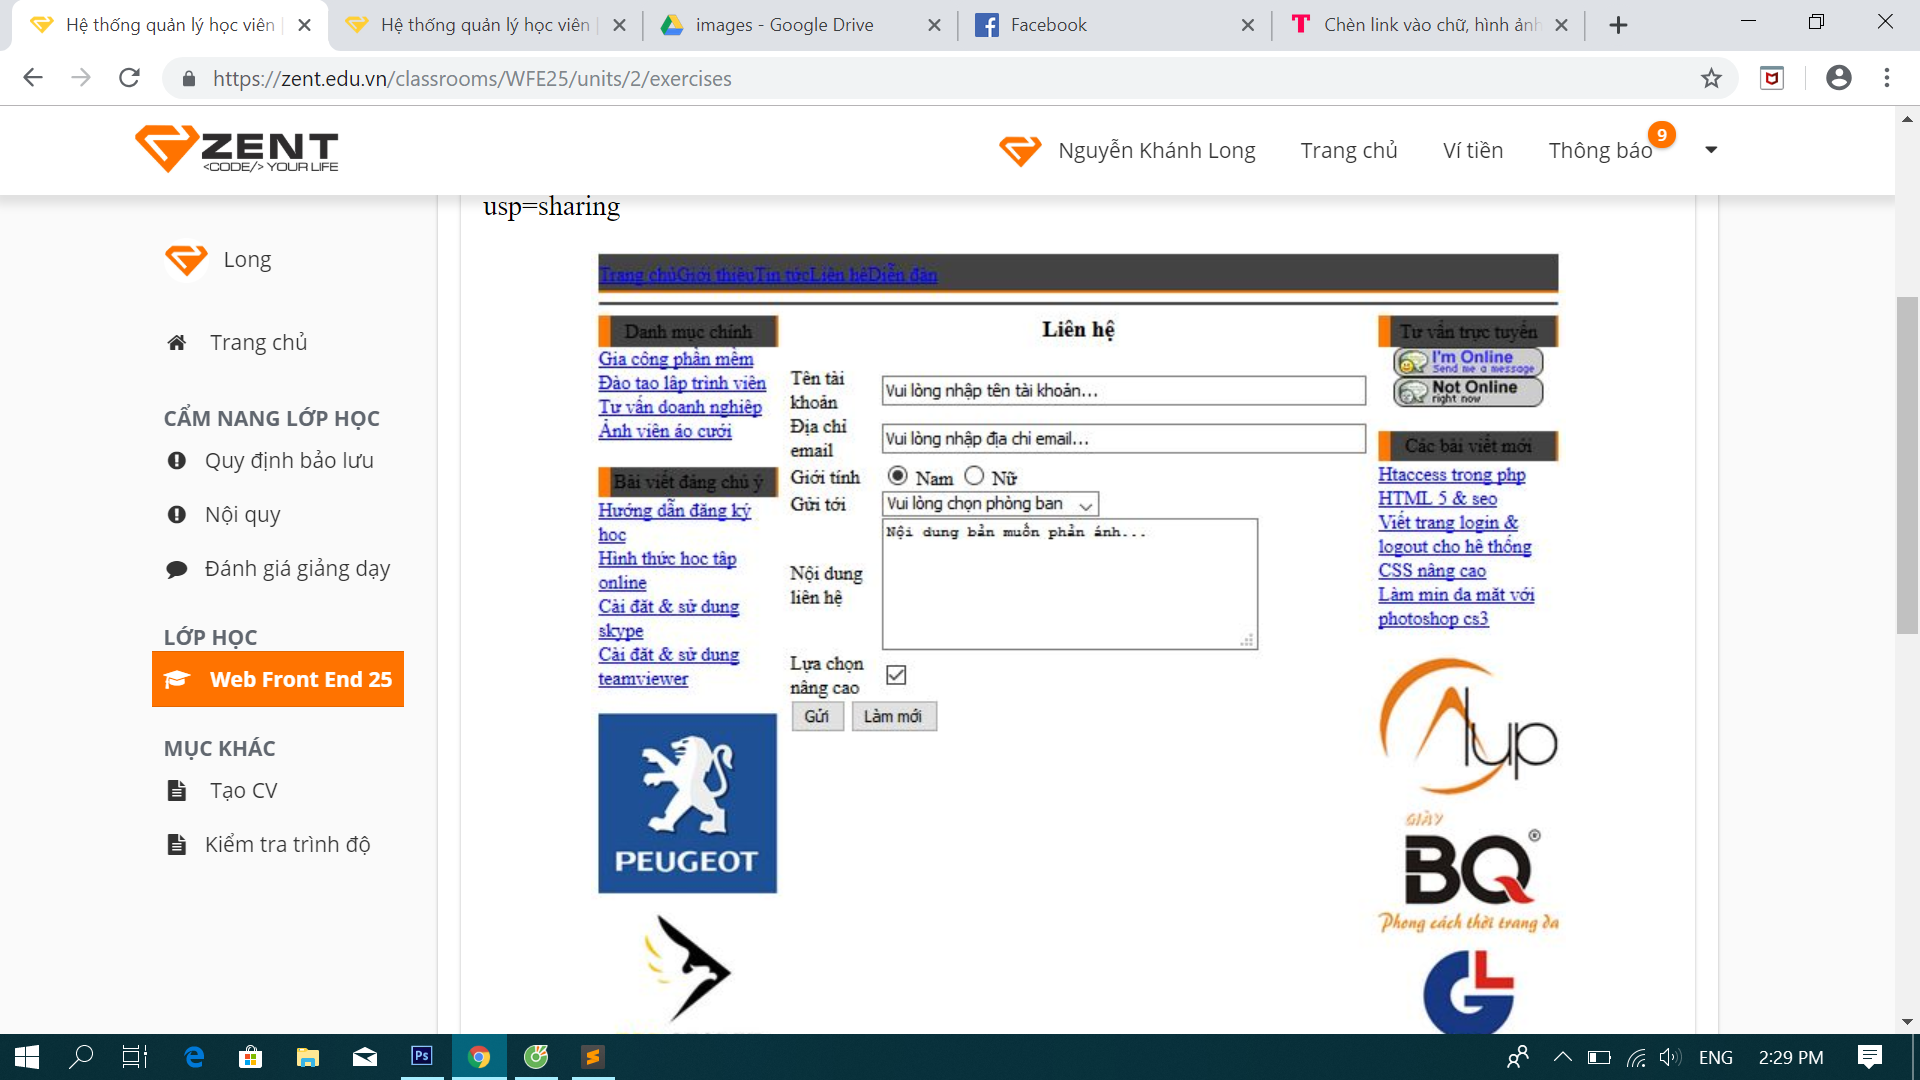 Hệ thống quản lý học viên |
Hệ thống quản lý học viên |
images - Google Drive
Facebook
Chèn link vào chữ, hình ảnh
https://zent.edu.vn/classrooms/WFE25/units/2/exercises
ZENT
<CODE/> YOUR LIFE
Nguyễn Khánh Long
Trang chủ
Ví tiền
Thông báo
9
usp=sharing
Long
Trang chủ
CẨM NANG LỚP HỌC
Quy định bảo lưu
Nội quy
Đánh giá giảng dạy
LỚP HỌC
Web Front End 25
MỤC KHÁC
Tạo CV
Kiểm tra trình độ
Trang chủGiới thiệuTin tứcLiên hệDiễn đàn
Danh mục chính
Gia công phần mềm
Đào tạo lập trình viên
Tư vấn doanh nghiệp
Ảnh viện áo cưới
Bài viết đáng chú ý
Hướng dẫn đăng ký
học
Hình thức học tập
online
Cài đặt & sử dụng
skype
Cài đặt & sử dụng
teamviewer
PEUGEOT
Liên hệ
Tên tài
khoản
Vui lòng nhập tên tài khoản...
Địa chỉ
email
Vui lòng nhập địa chỉ email...
Giới tính
Nam
Nữ
Gửi tới
Vui lòng chọn phòng ban
Nội dung
liên hệ
Nội dung bản muốn phản ánh...
Lựa chọn
nâng cao
Gửi
Làm mới
Tư vấn trực tuyến
I'm Online
Send me a message
Not Online
right now
Các bài viết mới
Htaccess trong php
HTML 5 & seo
Viết trang login &
logout cho hệ thống
CSS nâng cao
Làm mịn da mặt với
photoshop cs3
Alup
GIÀY
BQ®
Phong cách thời trang da
GL
Ps
ENG
2:29 PM